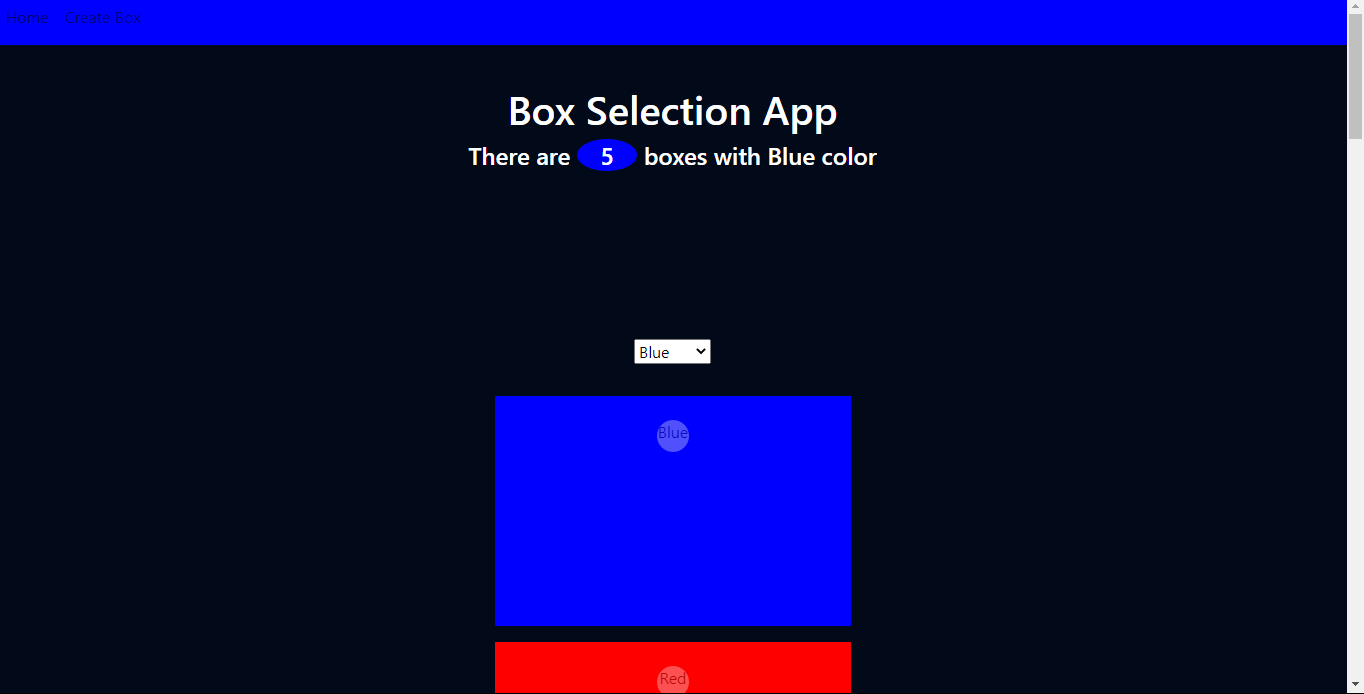 Home Create Box
Box Selection App
There are 5 boxes with Blue color
Blue
Blue
Red